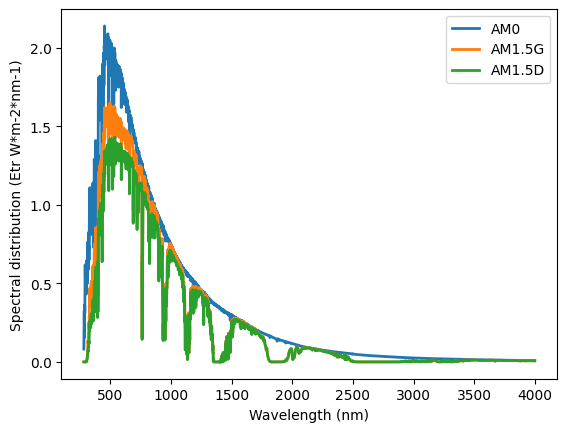 AM0
AM1.5G
AM1.5D
Spectral distribution (Etr W*m-2*nm-1)
2.0
1.5
1.0
0.5
0.0
500 1000 1500 2000 2500 3000 3500 4000
Wavelength (nm)